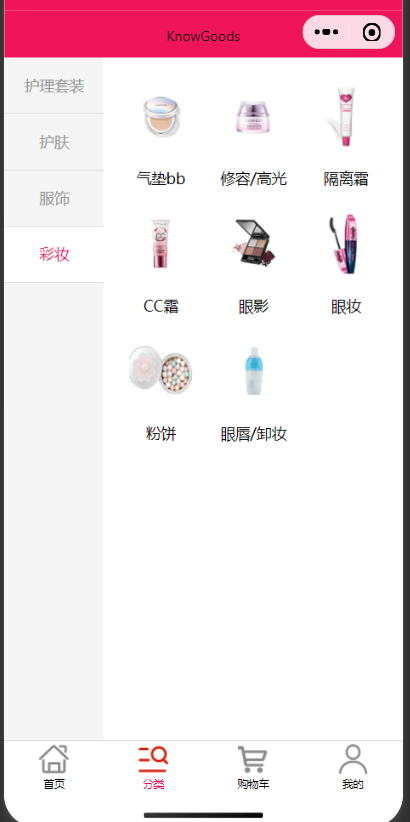 KnowGoods
护理套装
护肤
服饰
彩妆
气垫bb
修容/高光
隔离霜
CC霜
眼影
眼妆
粉饼
眼唇/卸妆
首页
分类
购物车
我的